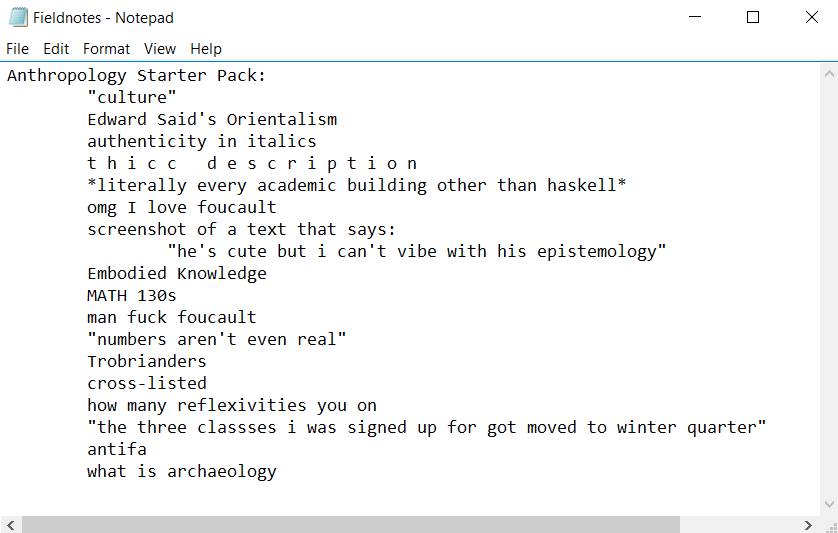 Fieldnotes - Notepad
File Edit Format View Help
Anthropology Starter Pack:
"culture"
Edward Said's Orientalism
authenticity in italics
t h i c c   d e s c r i p t i o n
*literally every academic building other than haskell*
omg I love foucault
screenshot of a text that says:
"he's cute but i can't vibe with his epistemology"
Embodied Knowledge
MATH 130s
man fuck foucault
"numbers aren't even real"
Trobrianders
cross-listed
how many reflexivities you on
"the three classses i was signed up for got moved to winter quarter"
antifa
what is archaeology